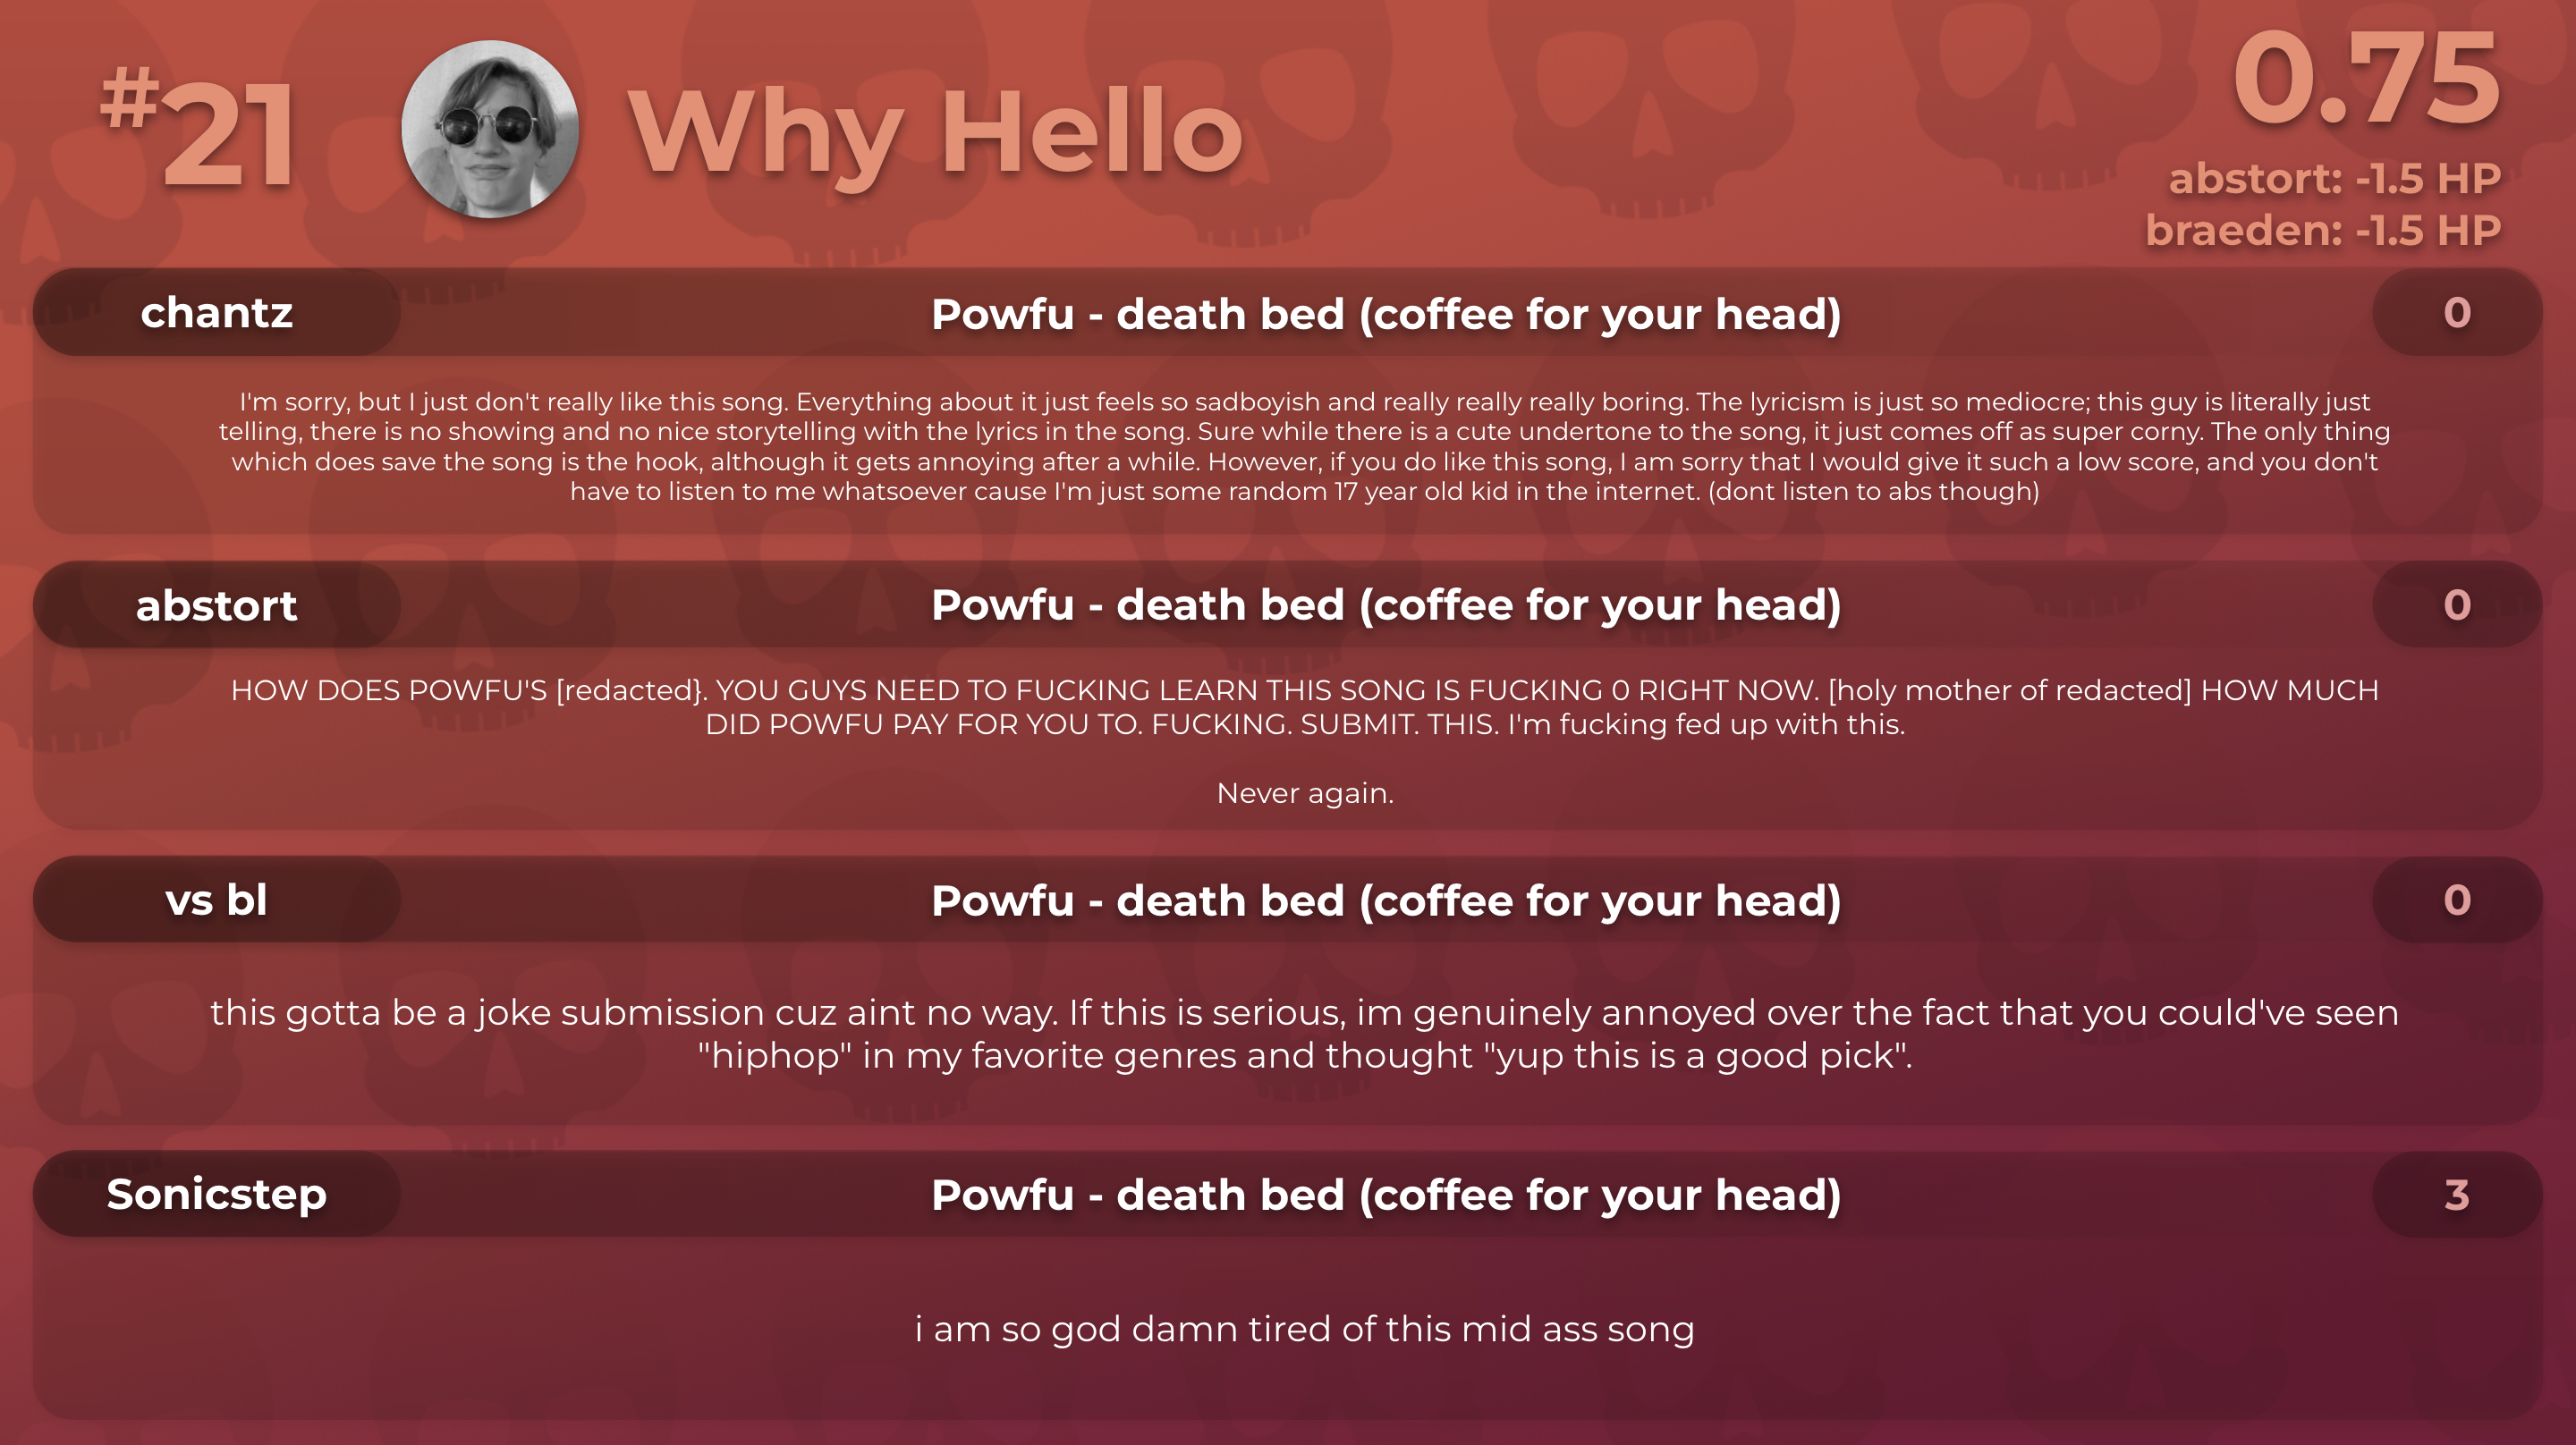 #21
Why Hello
0.75
abstort: -1.5 HP
braeden: -1.5 HP
chantz
Powfu - death bed (coffee for your head)
0
I'm sorry, but I just don't really like this song. Everything about it just feels so sadboyish and really really really boring. The lyricism is just so mediocre; this guy is literally just
telling, there is no showing and no nice storytelling with the lyrics in the song. Sure while there is a cute undertone to the song, it just comes off as super corny. The only thing
which does save the song is the hook, although it gets annoying after a while. However, if you do like this song, I am sorry that I would give it such a low score, and you don't
have to listen to me whatsoever cause I'm just some random 17 year old kid in the internet. (dont listen to abs though)
abstort
Powfu - death bed (coffee for your head)
0
HOW DOES POWFU'S [redacted}. YOU GUYS NEED TO FUCKING LEARN THIS SONG IS FUCKING 0 RIGHT NOW. [holy mother of redacted] HOW MUCH
DID POWFU PAY FOR YOU TO. FUCKING. SUBMIT. THIS. I'm fucking fed up with this.
Never again.
vs bl
Powfu - death bed (coffee for your head)
0
this gotta be a joke submission cuz aint no way. If this is serious, im genuinely annoyed over the fact that you could've seen
"hiphop" in my favorite genres and thought "yup this is a good pick".
Sonicstep
Powfu - death bed (coffee for your head)
3
i am so god damn tired of this mid ass song